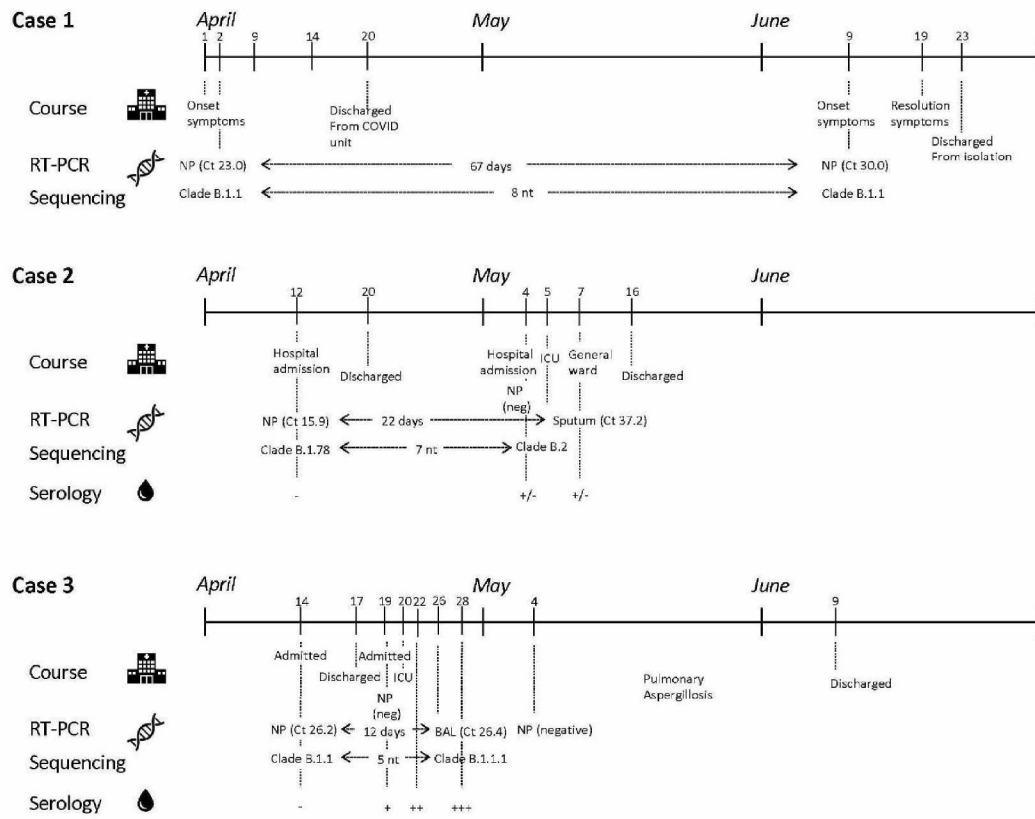 Case 1
April May June
1 2 9 14 20 9 19 23
Course
Onset symptoms
Discharged From COVID unit
Onset symptoms
Resolution symptoms
Discharged From isolation
RT-PCR NP (Ct 23.0) 67 days NP (Ct 30.0)
Sequencing Clade B.1.1 8 nt Clade B.1.1
Case 2
April May June
12 20 4 5 7 16
Course
Hospital admission
Discharged
Hospital admission
ICU
General ward
Discharged
NP (neg)
RT-PCR NP (Ct 15.9) 22 days Sputum (Ct 37.2)
Sequencing Clade B.1.78 7 nt Clade B.2
Serology - +/- +/-
Case 3
April May June
14 17 19 20 22 26 28 4 9
Course
Admitted
Discharged
Admitted
ICU
Pulmonary Aspergillosis
Discharged
NP (neg)
RT-PCR NP (Ct 26.2) 12 days BAL (Ct 26.4) NP (negative)
Sequencing Clade B.1.1 5 nt Clade B.1.1.1
Serology - + ++ +++